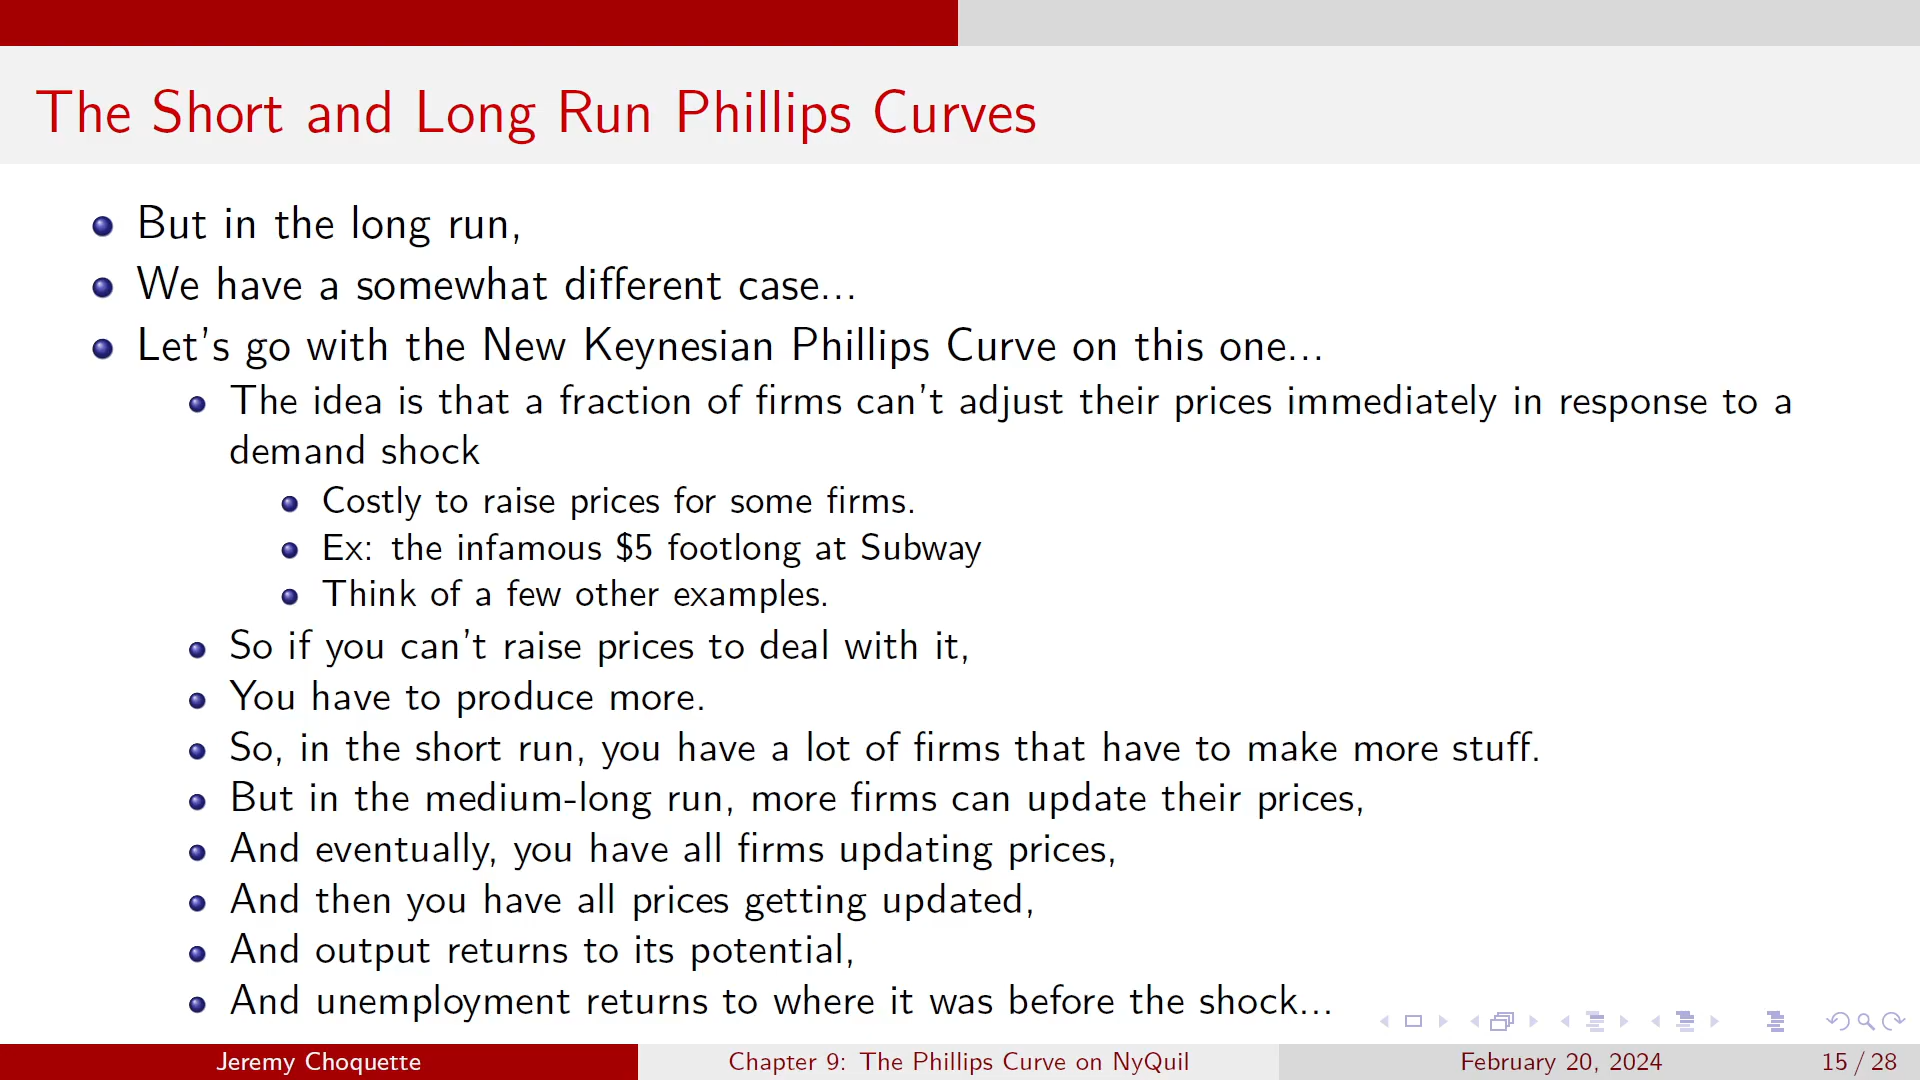 The Short and Long Run Phillips Curves
But in the long run,
We have a somewhat different case...
Let's go with the New Keynesian Phillips Curve on this one...
The idea is that a fraction of firms can't adjust their prices immediately in response to a
demand shock
Costly to raise prices for some firms.
Ex: the infamous $5 footlong at Subway
Think of a few other examples.
So if you can't raise prices to deal with it,
You have to produce more.
So, in the short run, you have a lot of firms that have to make more stuff.
But in the medium-long run, more firms can update their prices,
And eventually, you have all firms updating prices,
And then you have all prices getting updated,
And output returns to its potential,
And unemployment returns to where it was before the shock...
Jeremy Choquette
Chapter 9: The Phillips Curve on NyQuil
February 20, 2024
15 / 28